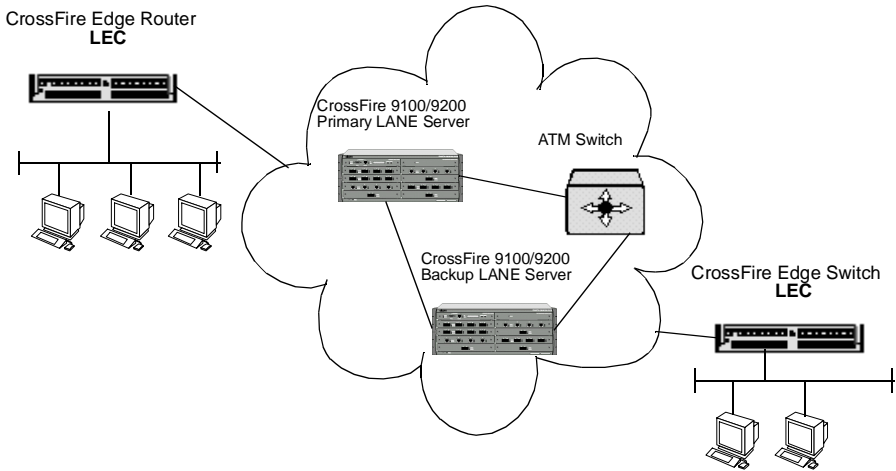 CrossFire Edge Router
LEC
CrossFire 9100/9200
Primary LANE Server
ATM Switch
CrossFire 9100/9200
Backup LANE Server
CrossFire Edge Switch
LEC